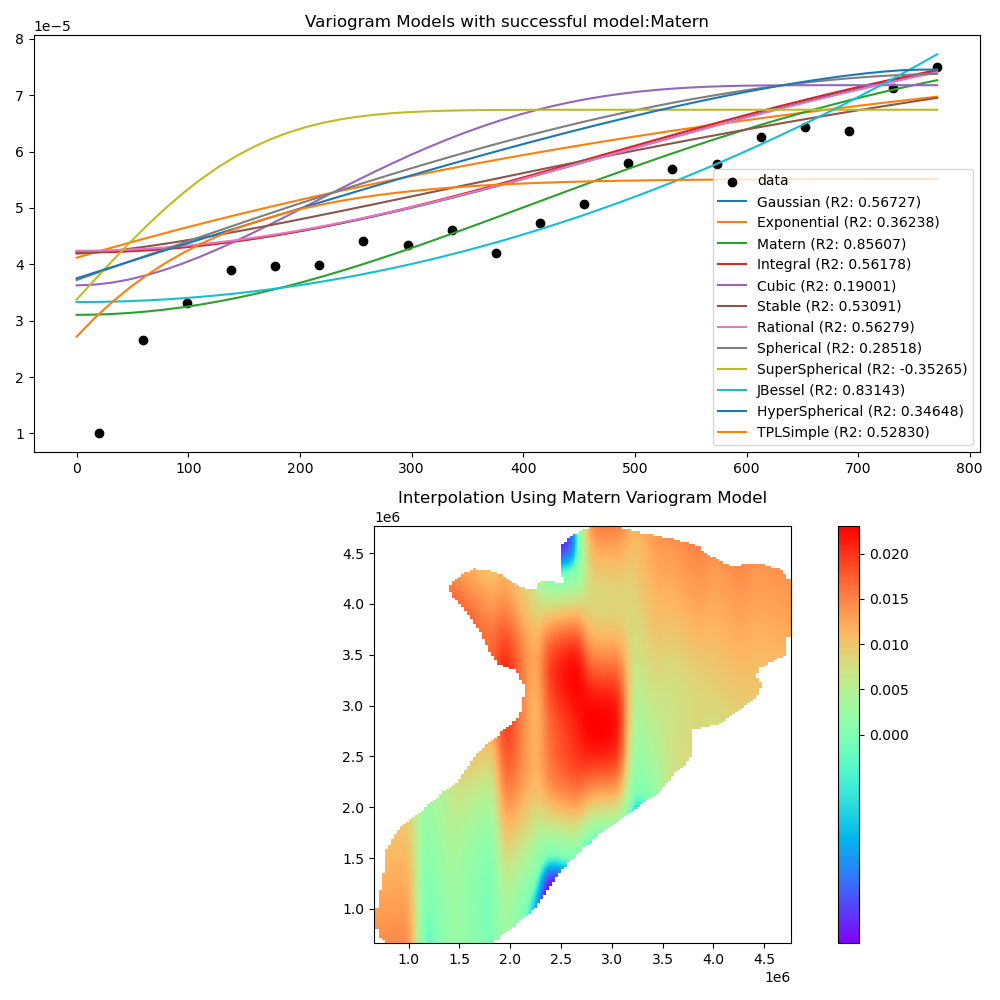 Variogram Models with successful model:Matern
1e−5
8
7
6
5
4
3
2
1
0 100 200 300 400 500 600 700 800
data
Gaussian (R2: 0.56727)
Exponential (R2: 0.36238)
Matern (R2: 0.85607)
Integral (R2: 0.56178)
Cubic (R2: 0.19001)
Stable (R2: 0.53091)
Rational (R2: 0.56279)
Spherical (R2: 0.28518)
SuperSpherical (R2: -0.35265)
JBessel (R2: 0.83143)
HyperSpherical (R2: 0.34648)
TPLSimple (R2: 0.52830)
Interpolation Using Matern Variogram Model
1e6
4.5
4.0
3.5
3.0
2.5
2.0
1.5
1.0
1.0 1.5 2.0 2.5 3.0 3.5 4.0 4.5
1e6
0.020
0.015
0.010
0.005
0.000